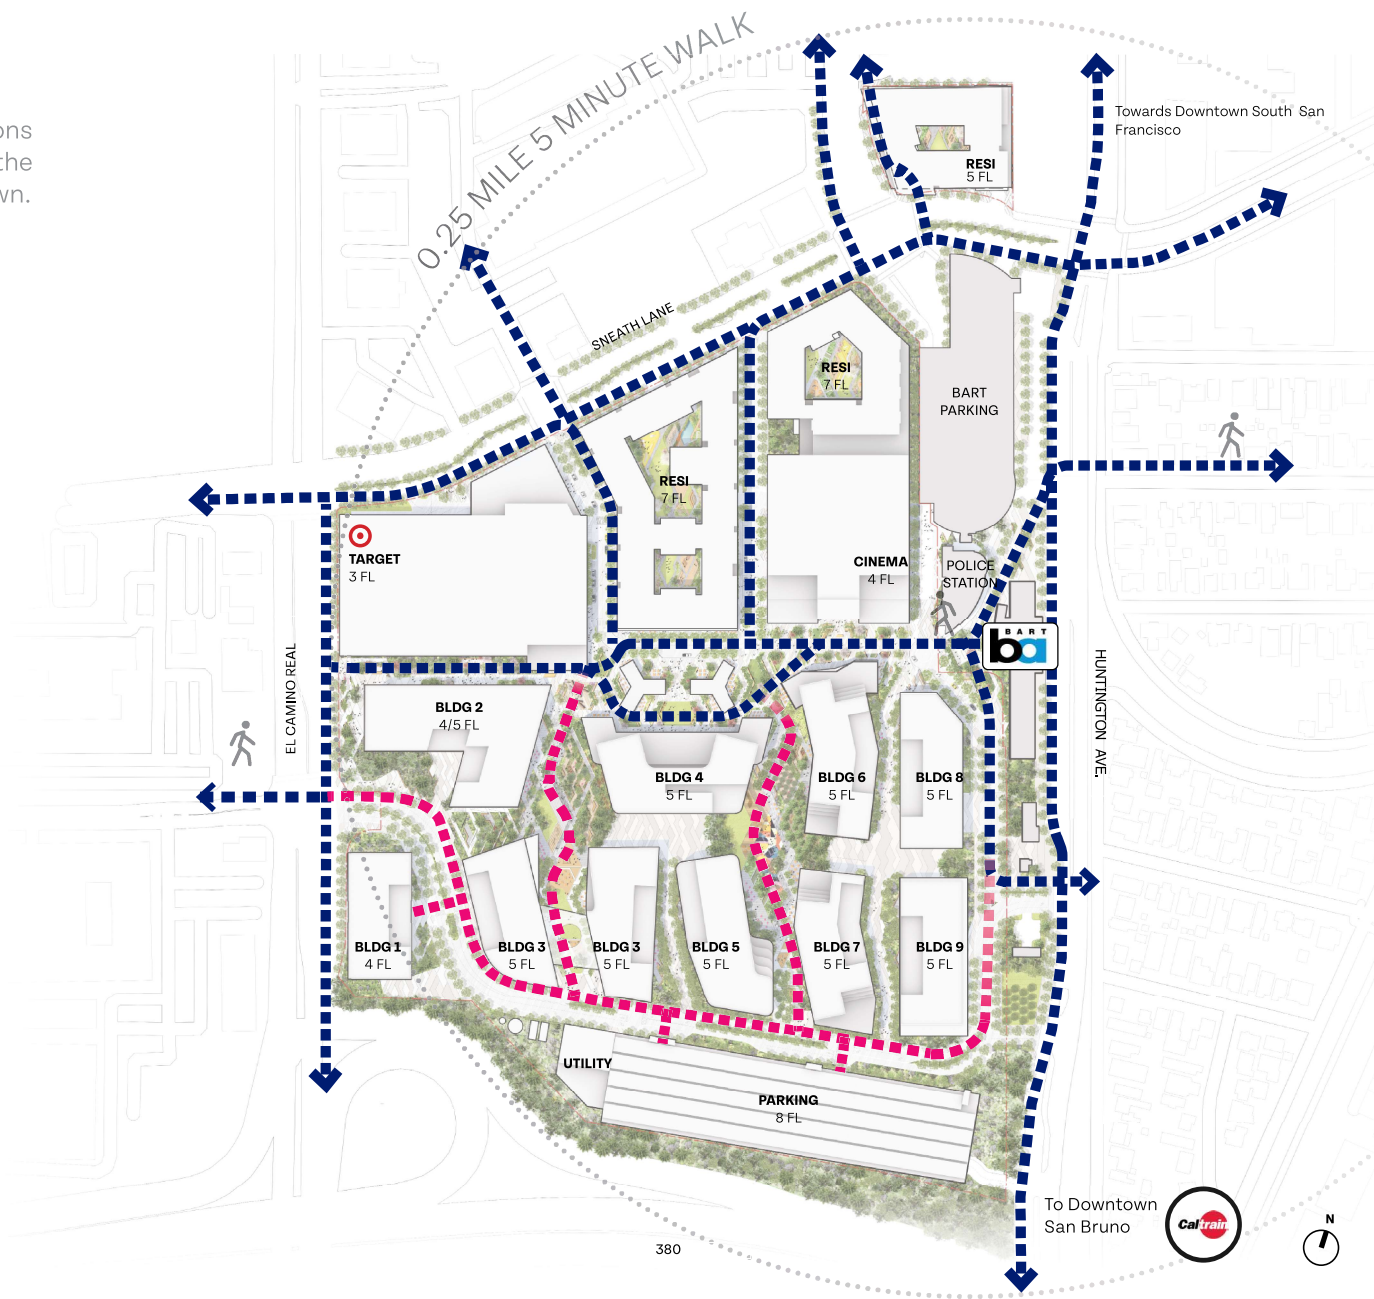 ons
the
wn.
0.25 MILE 5 MINUTE WALK
Towards Downtown South San
Francisco
RESI
5 FL
SNEATH LANE
RESI
7 FL
BART
PARKING
RESI
7 FL
TARGET
3 FL
CINEMA
4 FL
POLICE
STATION
BART
ba
EL CAMINO REAL
HUNTINGTON AVE.
BLDG 2
4/5 FL
BLDG 4
5 FL
BLDG 6
5 FL
BLDG 8
5 FL
BLDG 1
4 FL
BLDG 3
5 FL
BLDG 3
5 FL
BLDG 5
5 FL
BLDG 7
5 FL
BLDG 9
5 FL
UTILITY
PARKING
8 FL
To Downtown
San Bruno
Caltrain
N
380